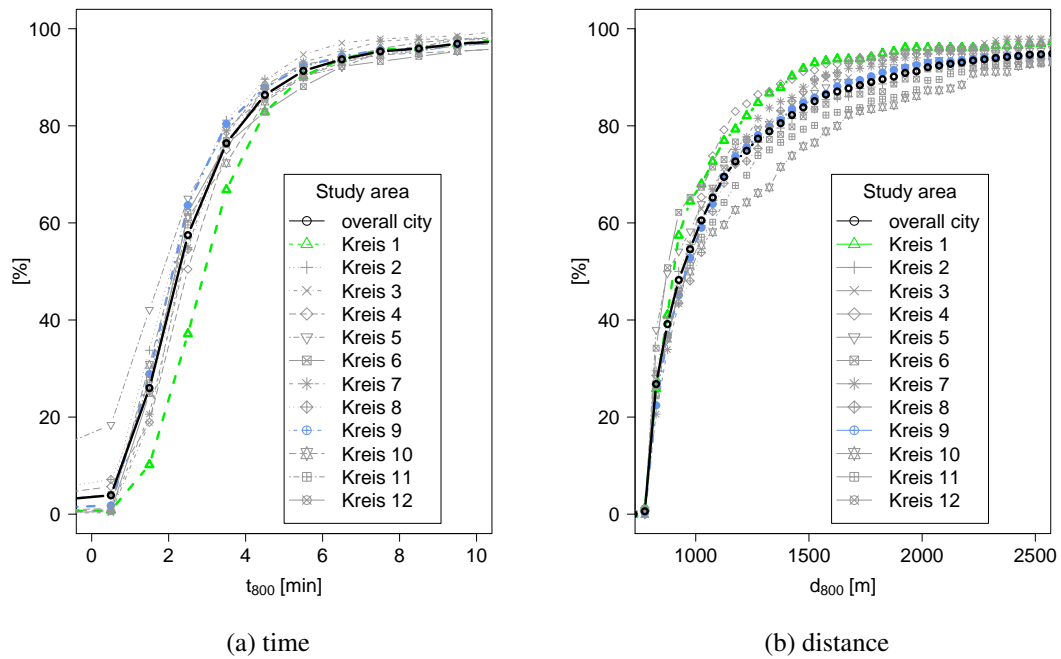 100
80
60
40
20
0
[%]
0 2 4 6 8 10
t800 [min]
Study area
overall city
Kreis 1
Kreis 2
Kreis 3
Kreis 4
Kreis 5
Kreis 6
Kreis 7
Kreis 8
Kreis 9
Kreis 10
Kreis 11
Kreis 12
(a) time
100
80
60
40
20
0
[%]
1000 1500 2000 2500
d800 [m]
Study area
overall city
Kreis 1
Kreis 2
Kreis 3
Kreis 4
Kreis 5
Kreis 6
Kreis 7
Kreis 8
Kreis 9
Kreis 10
Kreis 11
Kreis 12
(b) distance